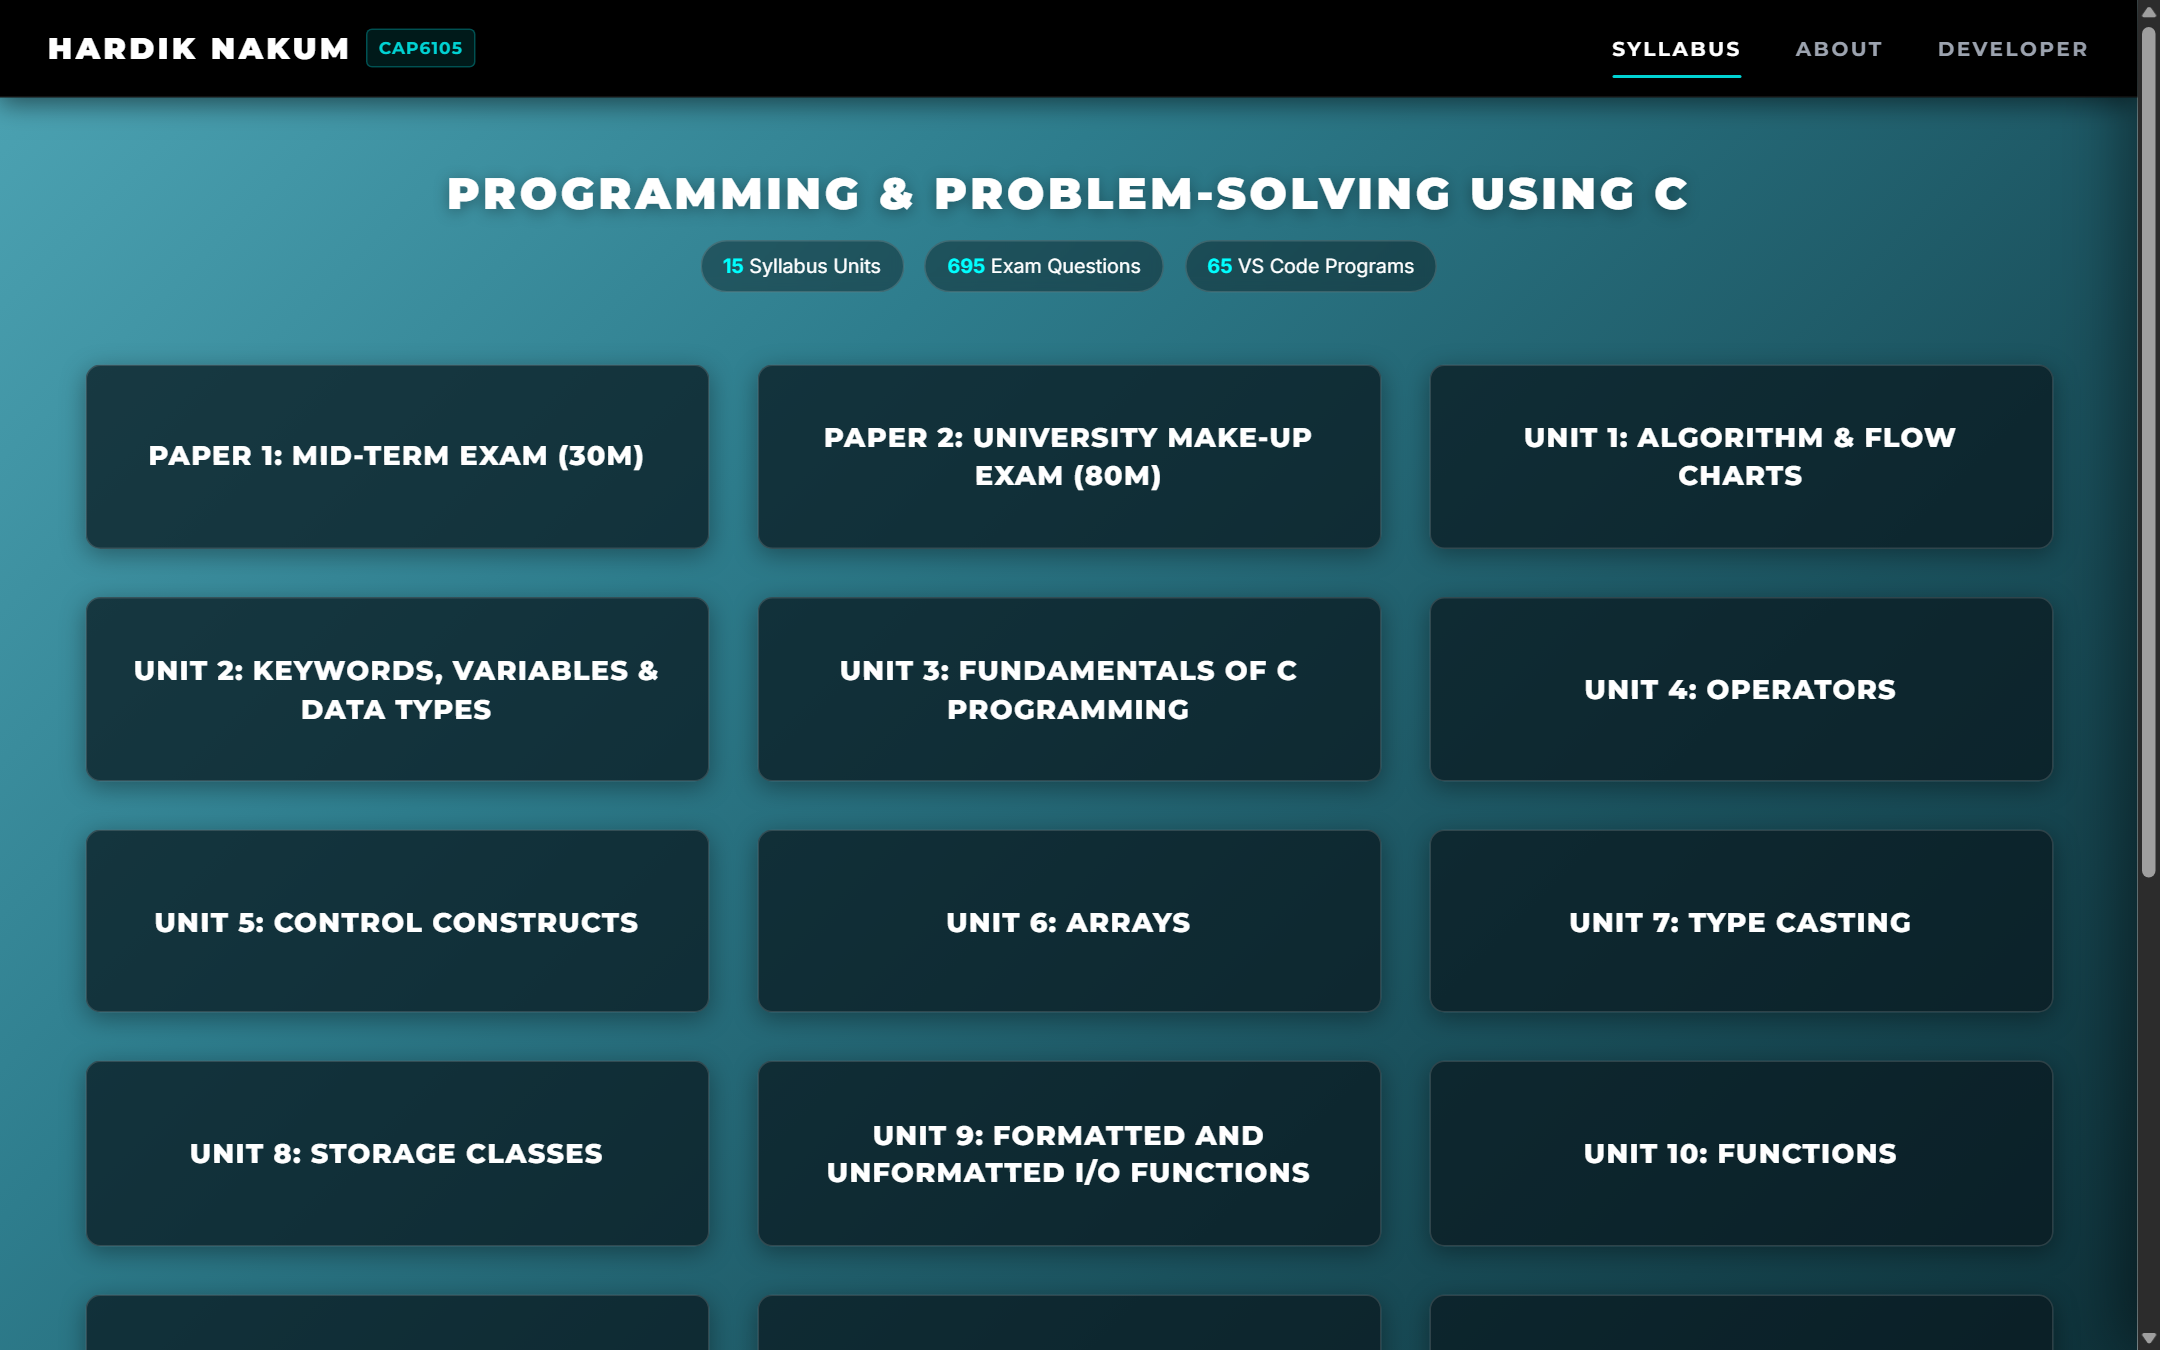 HARDIK NAKUM CAP6105 SYLLABUS ABOUT DEVELOPER
PROGRAMMING & PROBLEM-SOLVING USING C
15 Syllabus Units 695 Exam Questions 65 VS Code Programs
PAPER 1: MID-TERM EXAM (30M)
PAPER 2: UNIVERSITY MAKE-UP
EXAM (80M)
UNIT 1: ALGORITHM & FLOW
CHARTS
UNIT 2: KEYWORDS, VARIABLES &
DATA TYPES
UNIT 3: FUNDAMENTALS OF C
PROGRAMMING
UNIT 4: OPERATORS
UNIT 5: CONTROL CONSTRUCTS
UNIT 6: ARRAYS
UNIT 7: TYPE CASTING
UNIT 8: STORAGE CLASSES
UNIT 9: FORMATTED AND
UNFORMATTED I/O FUNCTIONS
UNIT 10: FUNCTIONS